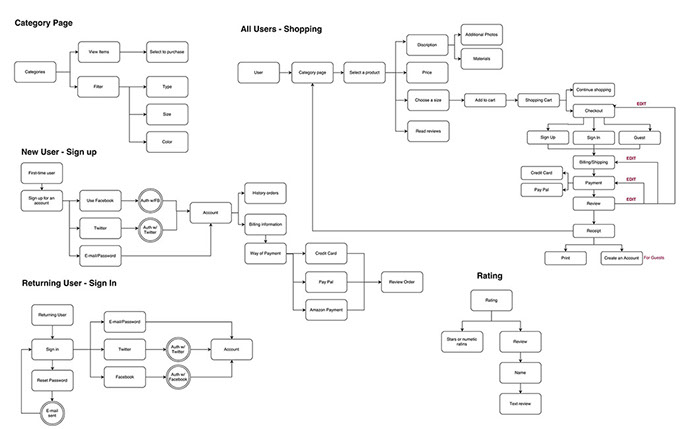 Category Page
Categories
View items
Select to purchase
Filter
Type
Size
Color
All Users - Shopping
User
Category page
Select a product
Discription
Additional Photos
Materials
Price
Choose a size
Add to cart
Shopping Cart
Continue shopping
Checkout
EDIT
Read reviews
Sign Up
Sign In
Guest
Billing/Shipping
EDIT
Credit Card
Pay Pal
Payment
EDIT
Review
EDIT
Receipt
Print
Create an Account
For Guests
New User - Sign up
First-time user
Sign up for an
account
Use Facebook
Auth w/FB
Twitter
Auth w/
Twitter
E-mail/Password
Account
History orders
Billing information
Way of Payment
Credit Card
Pay Pal
Amazon Payment
Review Order
Returning User - Sign In
Returning User
Sign in
Reset Password
E-mail
sent
E-mail/Password
Twitter
Auth w/
Twitter
Facebook
Auth w/
Facebook
Account
Rating
Rating
Stars or numetic
ratins
Review
Name
Text review